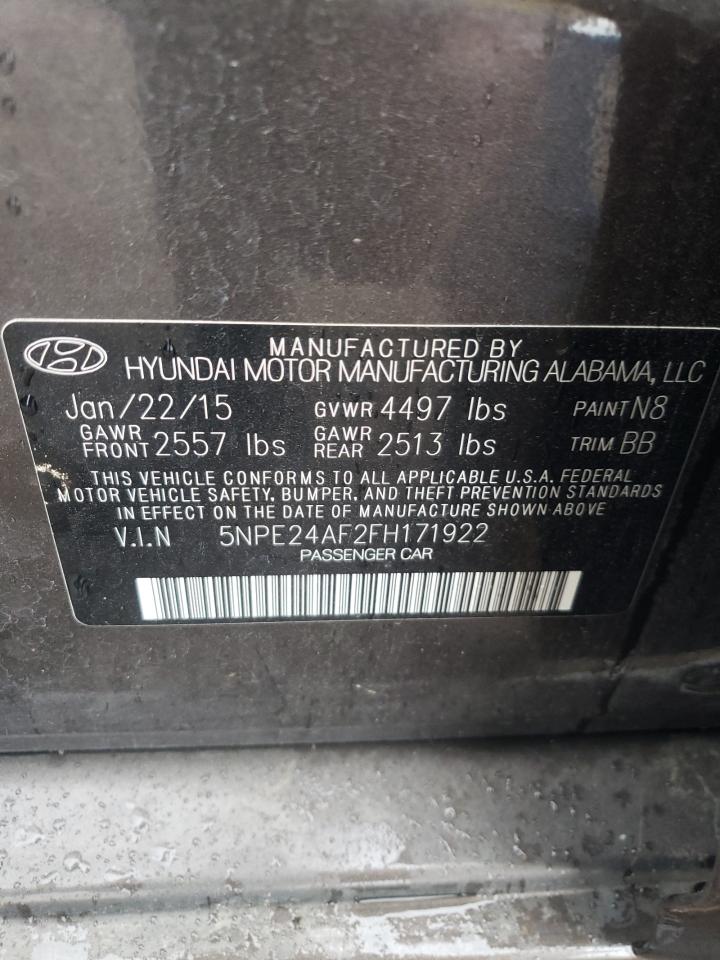 MANUFACTURED BY
HYUNDAI MOTOR MANUFACTURING ALABAMA, LLC
Jan/22/15 GVWR 4497 lbs PAINT N8
GAWR FRONT 2557 lbs GAWR REAR 2513 lbs TRIM BB
THIS VEHICLE CONFORMS TO ALL APPLICABLE U.S.A. FEDERAL
MOTOR VEHICLE SAFETY, BUMPER, AND THEFT PREVENTION STANDARDS
IN EFFECT ON THE DATE OF MANUFACTURE SHOWN ABOVE
V.I.N 5NPE24AF2FH171922
PASSENGER CAR